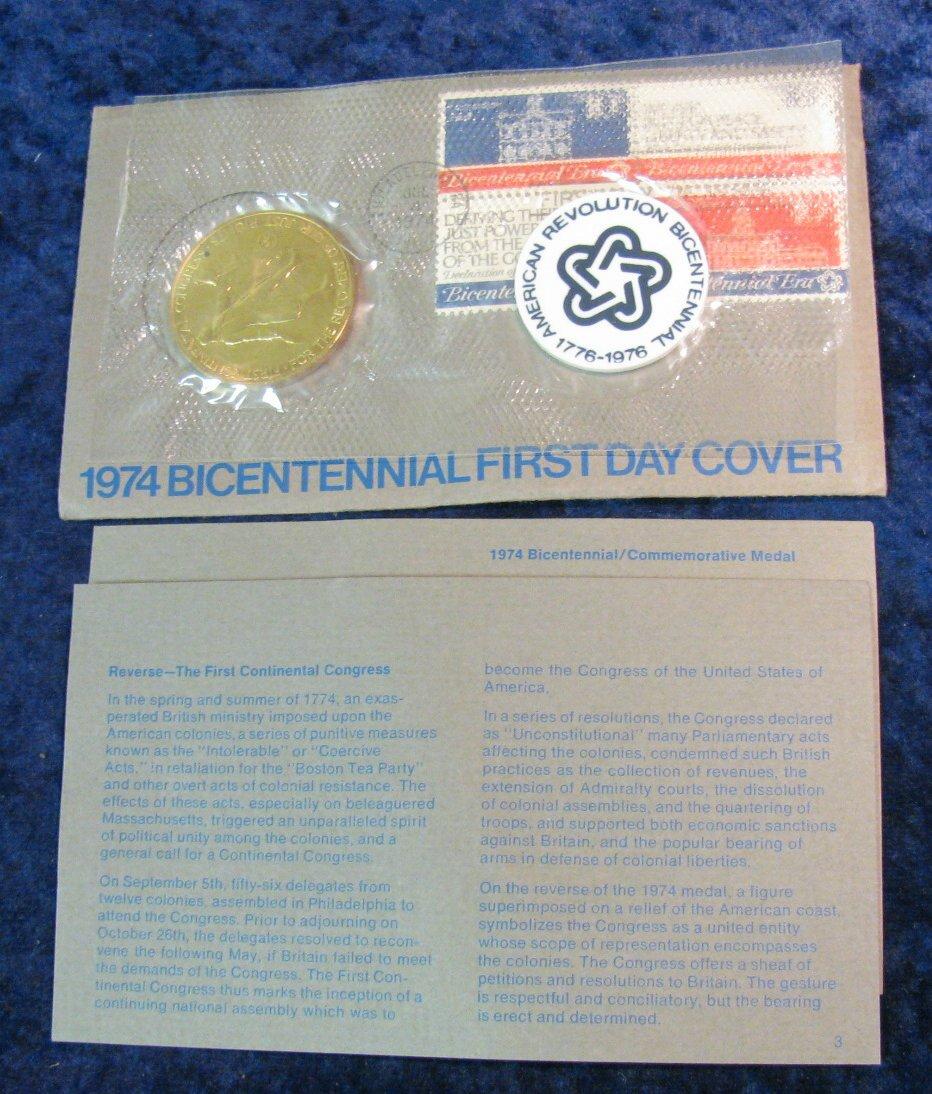 Bicentennial Era
Bicentennial Era
DERIVING THE
JUST POWER
FROM THE
OF THE
Declaration of
Bicente
ennial Era
AMERICAN REVOLUTION BICENTENNIAL
1776-1976
1974 BICENTENNIAL FIRST DAY COVER
1974 Bicentennial/Commemorative Medal
Reverse—The First Continental Congress
In the spring and summer of 1774, an exas-
perated British ministry imposed upon the
American colonies, a series of punitive measures
known as the "Intolerable" or "Coercive
Acts," in retaliation for the "Boston Tea Party"
and other overt acts of colonial resistance. The
effects of these acts, especially on beleaguered
Massachusetts, triggered an unparalleled spirit
of political unity among the colonies, and a
general call for a Continental Congress.
On September 5th, fifty-six delegates from
twelve colonies, assembled in Philadelphia to
attend the Congress. Prior to adjourning on
October 26th, the delegates resolved to recon-
vene the following May, if Britain failed to meet
the demands of the Congress. The First Con-
tinental Congress thus marks the inception of a
continuing national assembly which was to
become the Congress of the United States of
America.
In a series of resolutions, the Congress declared
as "Unconstitutional" many Parliamentary acts
affecting the colonies, condemned such British
practices as the collection of revenues, the
extension of Admiralty courts, the dissolution
of colonial assemblies, and the quartering of
troops, and supported both economic sanctions
against Britain, and the popular bearing of
arms in defense of colonial liberties.
On the reverse of the 1974 medal, a figure
superimposed on a relief of the American coast,
symbolizes the Congress as a united entity
whose scope of representation encompasses
the colonies. The Congress offers a sheaf of
petitions and resolutions to Britain. The gesture
is respectful and conciliatory, but the bearing
is erect and determined.
3